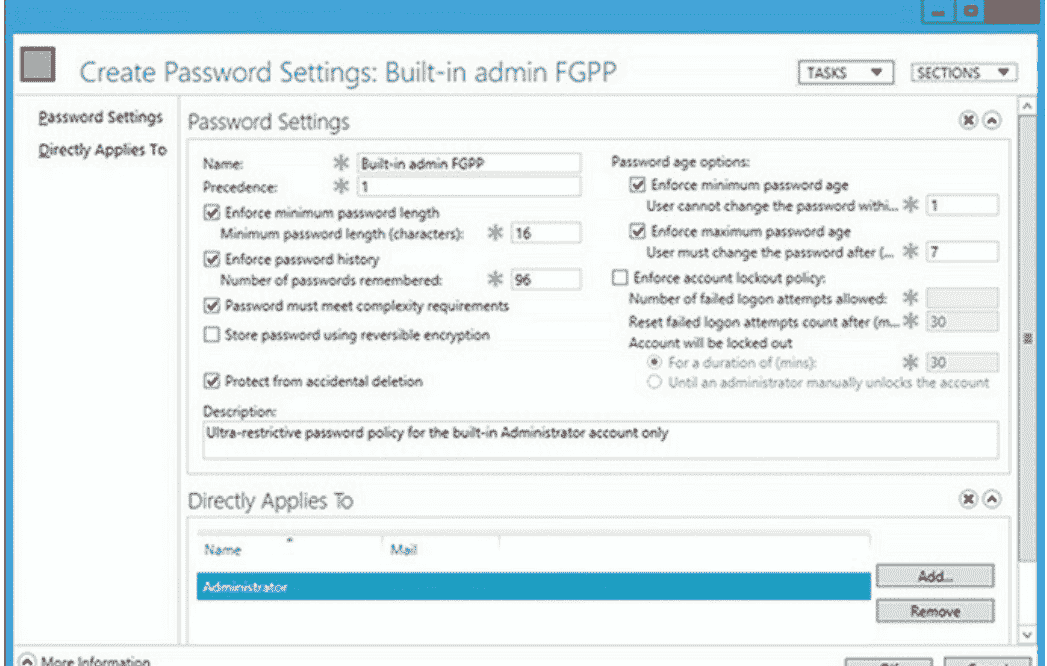 Create Password Settings: Built-in admin FGPP
TASKS
SECTIONS
Password Settings
Directly Applies To
Password Settings
Name: * Built-in admin FGPP
Precedence: * 1
Enforce minimum password length
Minimum password length (characters): * 16
Enforce password history
Number of passwords remembered: * 96
Password must meet complexity requirements
Store password using reversible encryption
Protect from accidental deletion
Password age options:
Enforce minimum password age
User cannot change the password withi... * 1
Enforce maximum password age
User must change the password after (... * 7
Enforce account lockout policy:
Number of failed logon attempts allowed: *
Reset failed logon attempts count after (m... * 30
Account will be locked out
For a duration of (mins): * 30
Until an administrator manually unlocks the account
Description:
Ultra-restrictive password policy for the built-in Administrator account only
Directly Applies To
Name Mail
Administrator
Add...
Remove
More Information